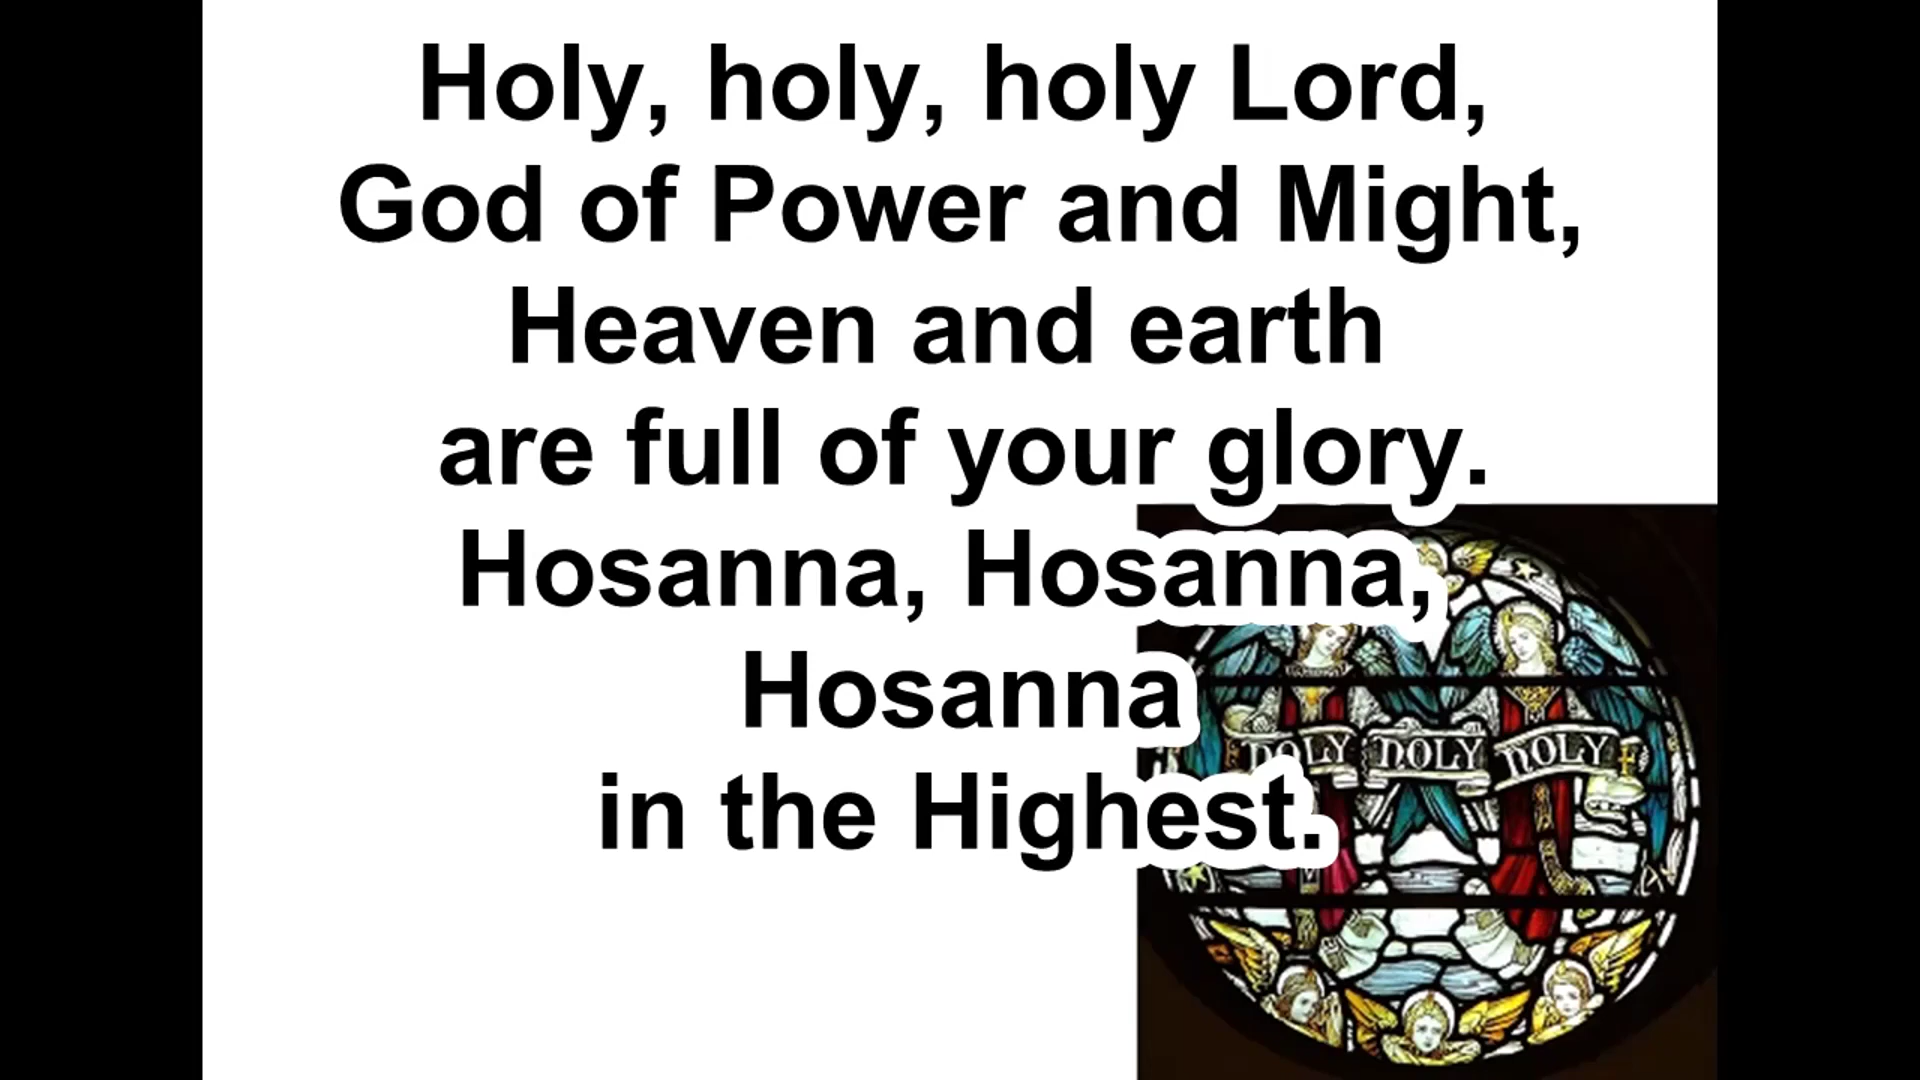 Holy, holy, holy Lord,
God of Power and Might,
Heaven and earth
are full of your glory.
Hosanna, Hosanna,
Hosanna
in the Highest.
HOLY HOLY HOLY